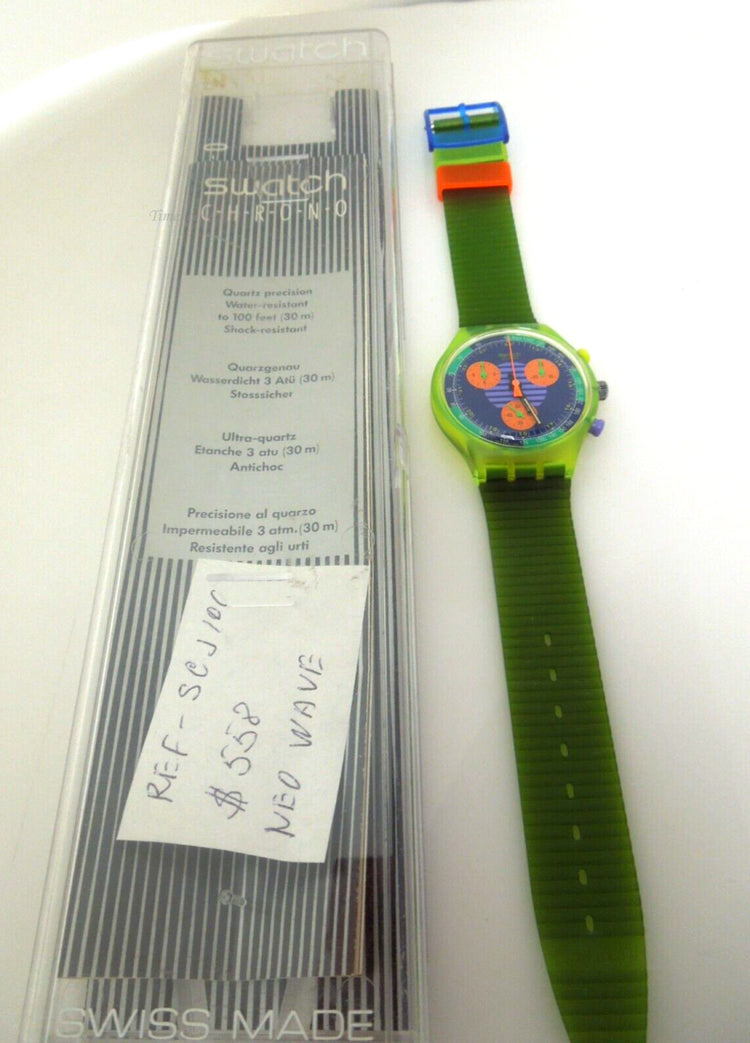 swatch
swatch
C·H·R·O·N·O
Quartz precision
Water-resistant
to 100 feet (30 m)
Shock-resistant
Quarzgenau
Wasserdicht 3 Atü (30 m)
Stosssicher
Ultra-quartz
Etanche 3 atu (30 m)
Antichoc
Precisione al quarzo
Impermeabile 3 atm. (30 m)
Resistente agli urti
REF-SCJ100
$558
NEO WAVE
SWISS MADE